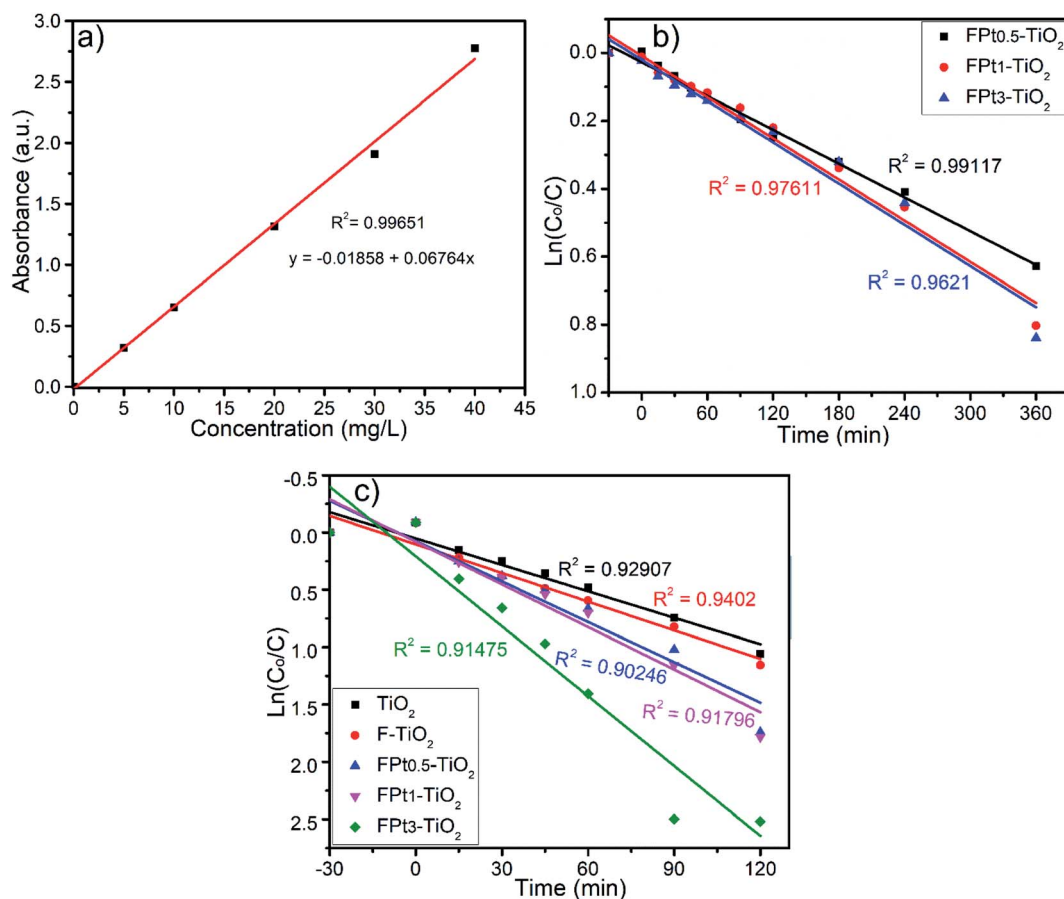 a)
Absorbance (a.u.)
3.0
2.5
2.0
1.5
1.0
0.5
0.0
R² = 0.99651
y = -0.01858 + 0.06764x
0 5 10 15 20 25 30 35 40 45
Concentration (mg/L)
b)
Ln(C₀/C)
0.0
0.2
0.4
0.6
0.8
1.0
FPt0.5-TiO₂
FPt1-TiO₂
FPt3-TiO₂
R² = 0.99117
R² = 0.97611
R² = 0.9621
0 60 120 180 240 300 360
Time (min)
c)
Ln(C₀/C)
-0.5
0.0
0.5
1.0
1.5
2.0
2.5
R² = 0.92907
R² = 0.9402
R² = 0.91475
R² = 0.90246
R² = 0.91796
TiO₂
F-TiO₂
FPt0.5-TiO₂
FPt1-TiO₂
FPt3-TiO₂
-30 0 30 60 90 120
Time (min)